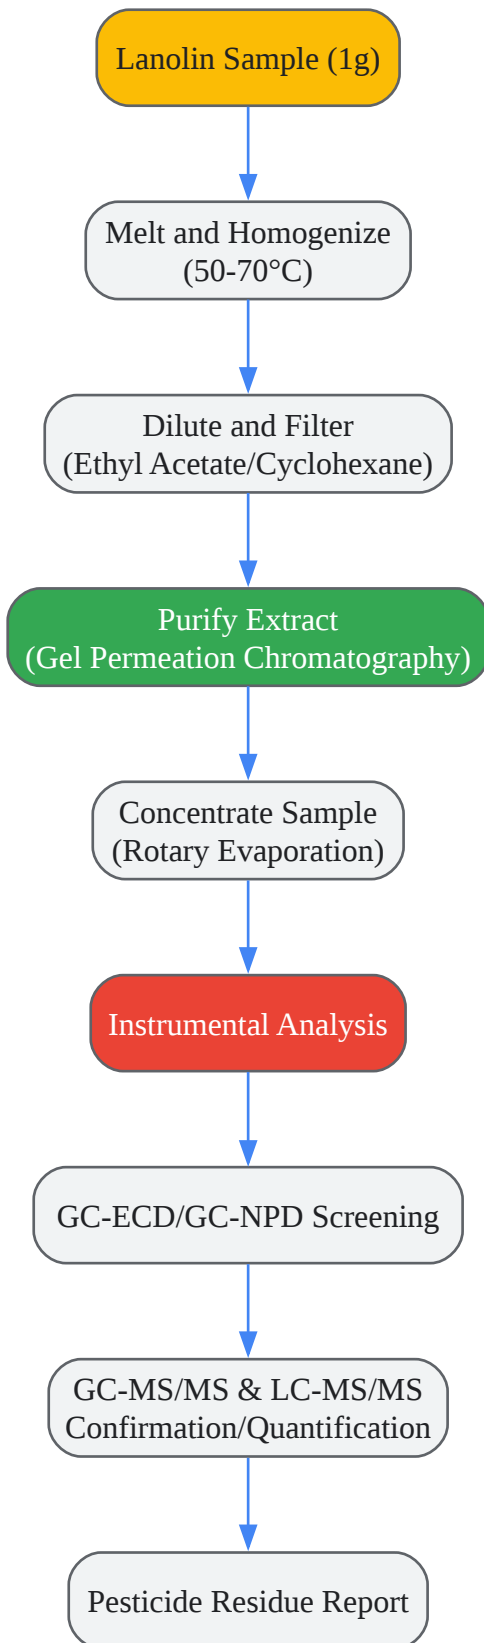 Lanolin Sample (1g)
Melt and Homogenize
(50-70°C)
Dilute and Filter
(Ethyl Acetate/Cyclohexane)
Purify Extract
(Gel Permeation Chromatography)
Concentrate Sample
(Rotary Evaporation)
Instrumental Analysis
GC-ECD/GC-NPD Screening
GC-MS/MS & LC-MS/MS
Confirmation/Quantification
Pesticide Residue Report